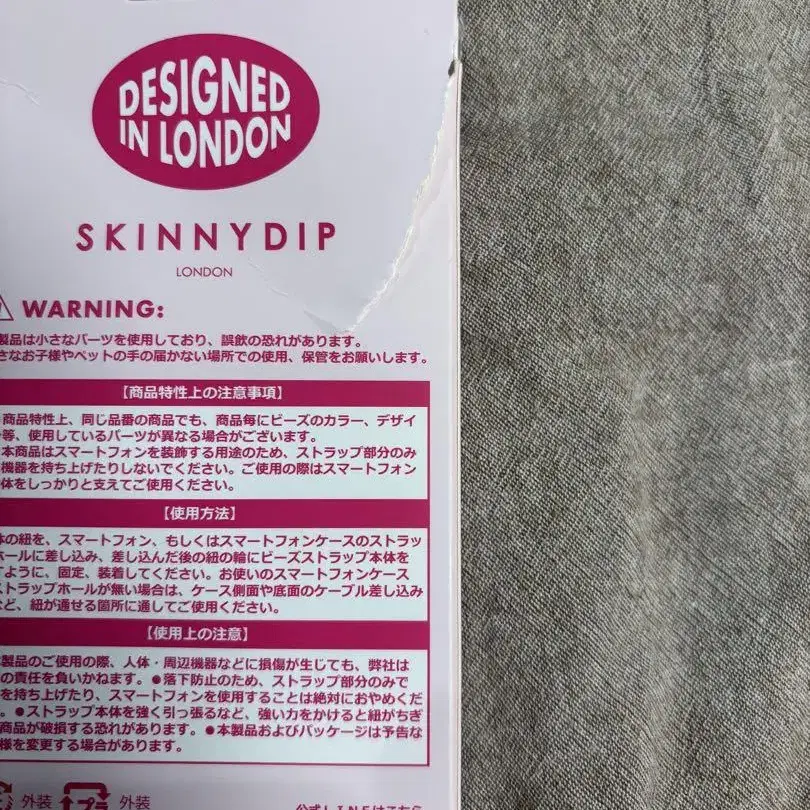 DESIGNED
IN LONDON
SKINNYDIP
LONDON
WARNING:
製品は小さなパーツを使用しており、誤飲の恐れがあります。
さなお子様やペットの手の届かない場所での使用、保管をお願いします。
【商品特性上の注意事項】
商品特性上、同じ品番の商品でも、商品毎にビーズのカラー、デザイ
等、使用しているパーツが異なる場合がございます。
本商品はスマートフォンを装飾する用途のため、ストラップ部分のみ
機器を持ち上げたりしないでください。ご使用の際はスマートフォン
体をしっかりと支えてご使用ください。
【使用方法】
の紐を、スマートフォン、もしくはスマートフォンケースのストラッ
ホールに差し込み、差し込んだ後の紐の輪にビーズストラップ本体を
ように、固定、装着してください。お使いのスマートフォンケース
ストラップホールが無い場合は、ケース側面や底面のケーブル差し込み
ど、紐が通せる箇所に通してご使用ください。
【使用上の注意】
製品のご使用の際、人体・周辺機器などに損傷が生じても、弊社は
の責任を負いかねます。●落下防止のため、ストラップ部分のみで
を持ち上げたり、スマートフォンを使用することは絶対におやめくだ
。●ストラップ本体を強く引っ張るなど、強い力をかけると紐がちぎ
商品が破損する恐れがあります。●本製品およびパッケージは予告な
様を変更する場合があります。
外装 プラ 外装
公式LINEはこちら